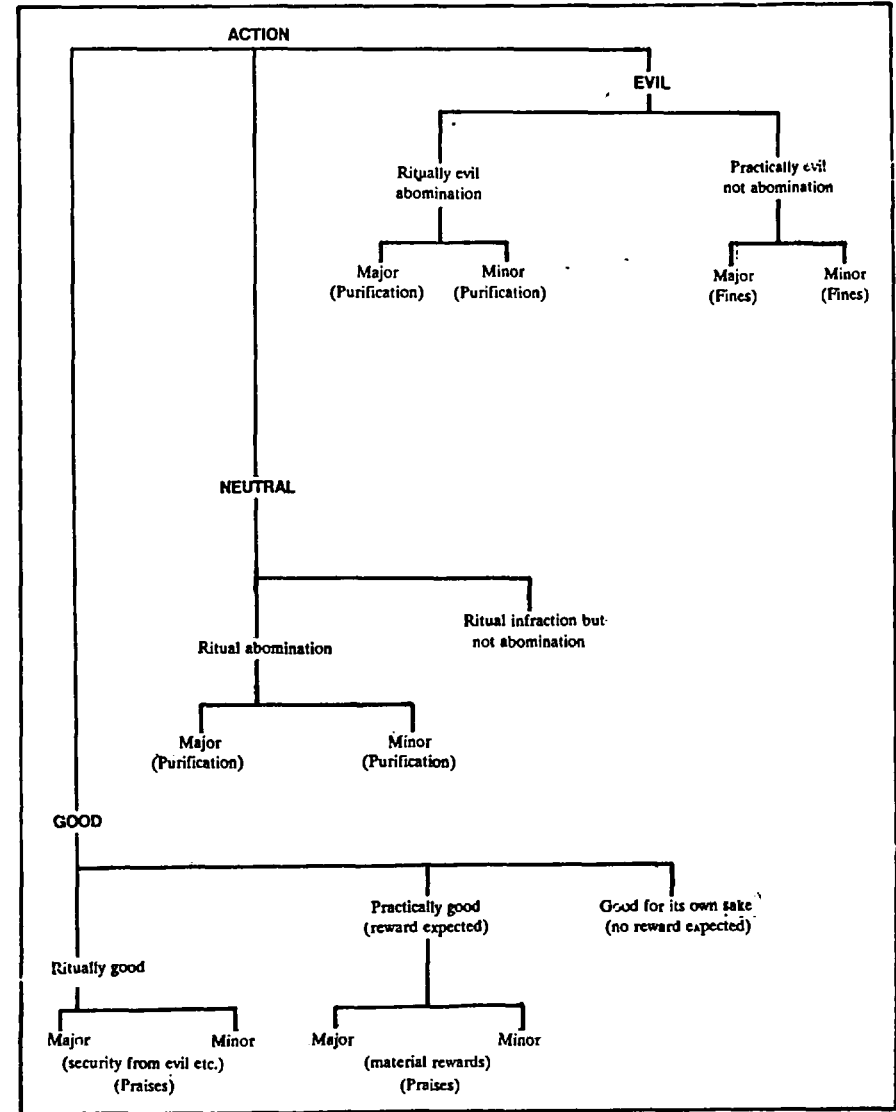 ACTION
EVIL
Ritually evil
abomination
Practically evil
not abomination
Major
(Purification)
Minor
(Purification)
Major
(Fines)
Minor
(Fines)
NEUTRAL
Ritual abomination
Ritual infraction but
not abomination
Major
(Purification)
Minor
(Purification)
GOOD
Ritually good
Practically good
(reward expected)
Good for its own sake
(no reward expected)
Major
Minor
(security from evil etc.)
(Praises)
Major
Minor
(material rewards)
(Praises)